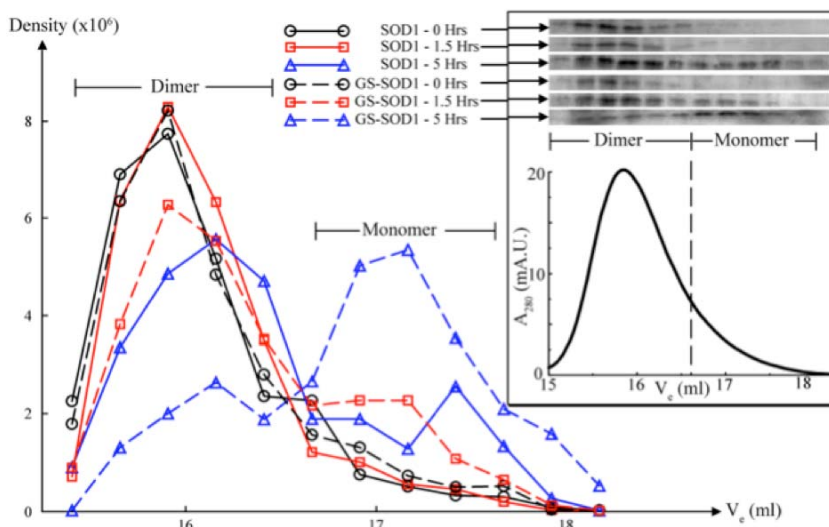 Density (x10⁶)
SOD1 - 0 Hrs
SOD1 - 1.5 Hrs
SOD1 - 5 Hrs
GS-SOD1 - 0 Hrs
GS-SOD1 - 1.5 Hrs
GS-SOD1 - 5 Hrs
Dimer
Monomer
8
6
4
2
0
16
17
18
Vₑ (ml)
Dimer
Monomer
20
10
0
A₂₈₀ (mA.U.)
15
16
17
18
Vₑ (ml)